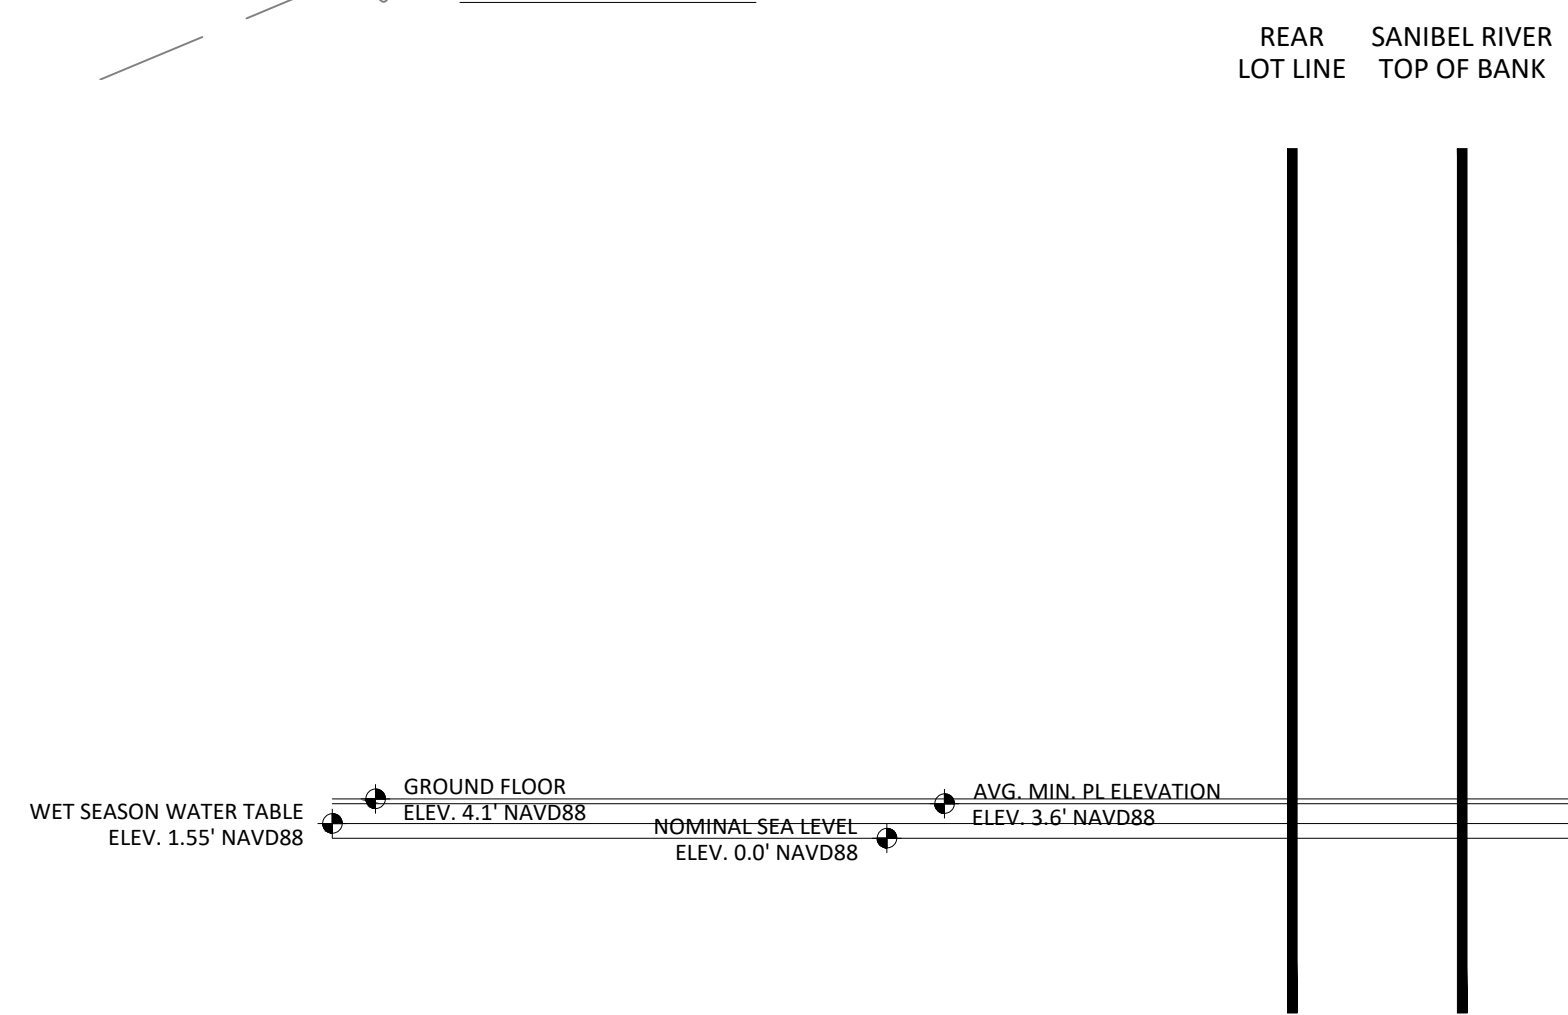 REAR
LOT LINE
SANIBEL RIVER
TOP OF BANK
GROUND FLOOR
ELEV. 4.1' NAVD88
WET SEASON WATER TABLE
ELEV. 1.55' NAVD88
NOMINAL SEA LEVEL
ELEV. 0.0' NAVD88
AVG. MIN. PL ELEVATION
ELEV. 3.6' NAVD88